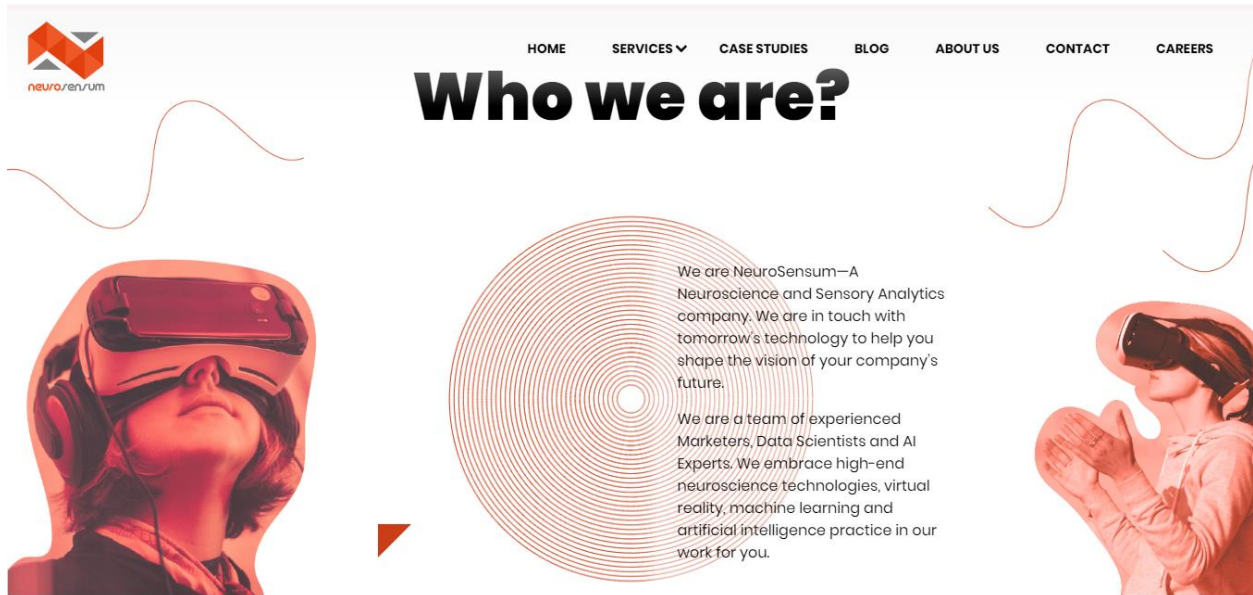 neurosensum
HOME SERVICES CASE STUDIES BLOG ABOUT US CONTACT CAREERS
Who we are?
We are NeuroSensum—A
Neuroscience and Sensory Analytics
company. We are in touch with
tomorrow's technology to help you
shape the vision of your company's
future.
We are a team of experienced
Marketers, Data Scientists and AI
Experts. We embrace high-end
neuroscience technologies, virtual
reality, machine learning and
artificial intelligence practice in our
work for you.